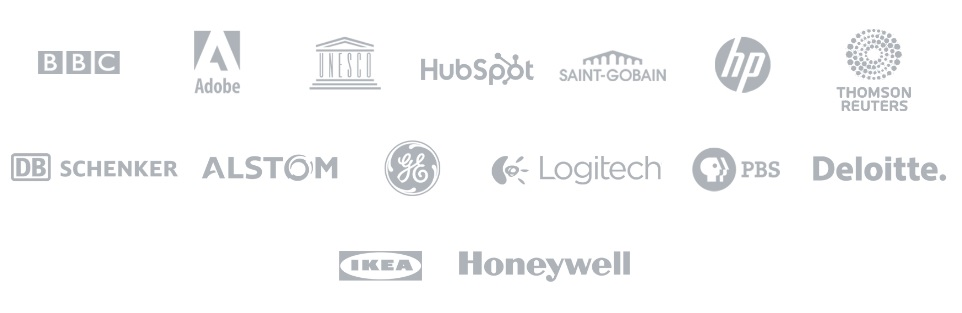 BBC
Adobe
UNESCO
HubSpot
SAINT-GOBAIN
hp
THOMSON
REUTERS
DB SCHENKER
ALSTOM
GE
Logitech
PBS
Deloitte.
IKEA
Honeywell